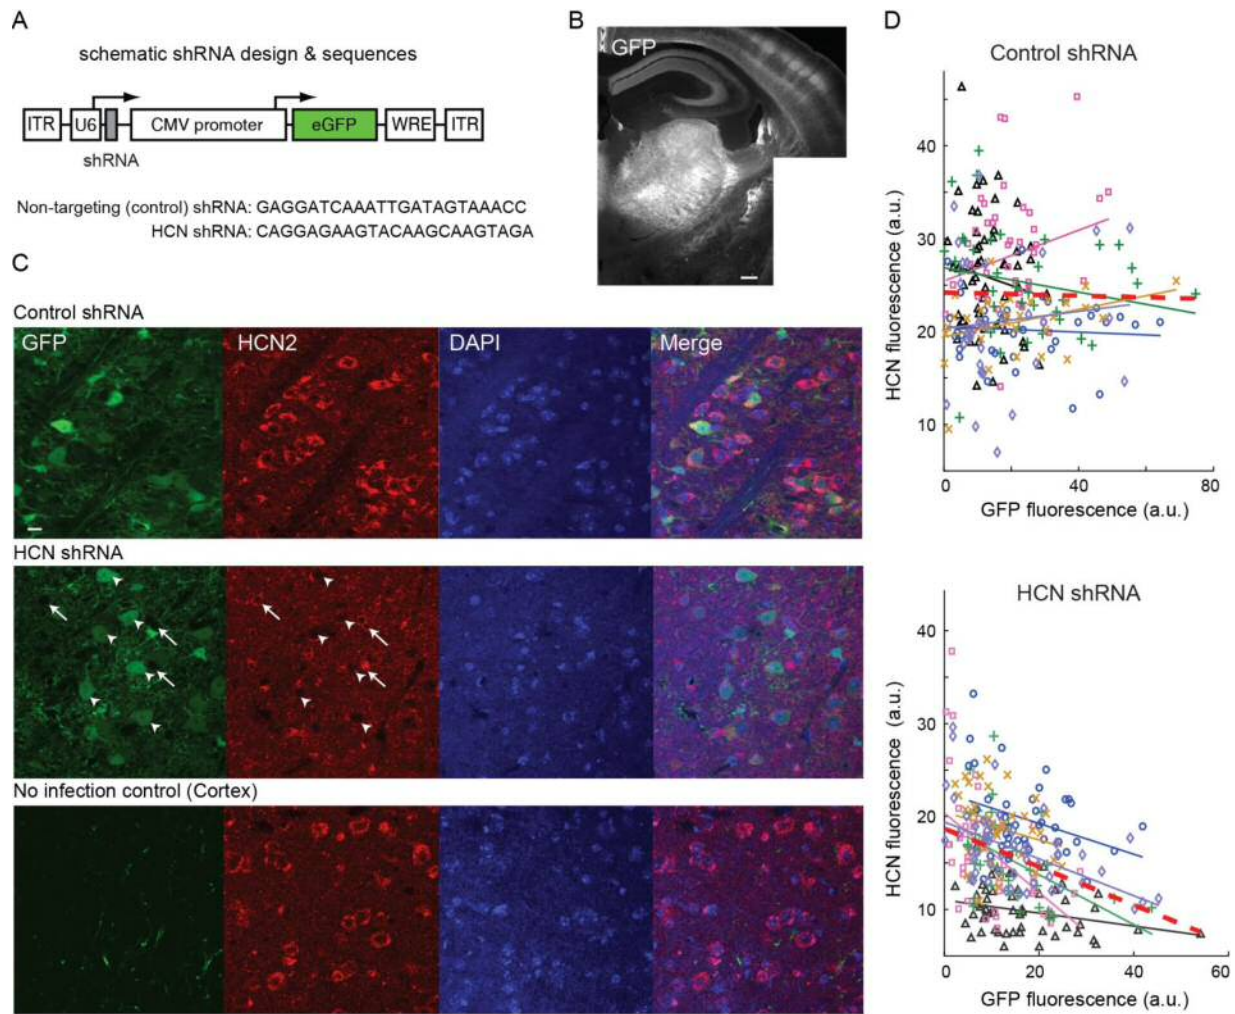 A
schematic shRNA design & sequences
ITR U6 CMV promoter eGFP WRE ITR
shRNA
Non-targeting (control) shRNA: GAGGATCAAATTGATAGTAAACC
HCN shRNA: CAGGAGAAGTACAAGCAAGTAGA
B
GFP
C
Control shRNA
GFP HCN2 DAPI Merge
HCN shRNA
No infection control (Cortex)
D
Control shRNA
HCN fluorescence (a.u.)
40
30
20
10
0 40 80
GFP fluorescence (a.u.)
HCN shRNA
HCN fluorescence (a.u.)
40
30
20
10
0 20 40 60
GFP fluorescence (a.u.)